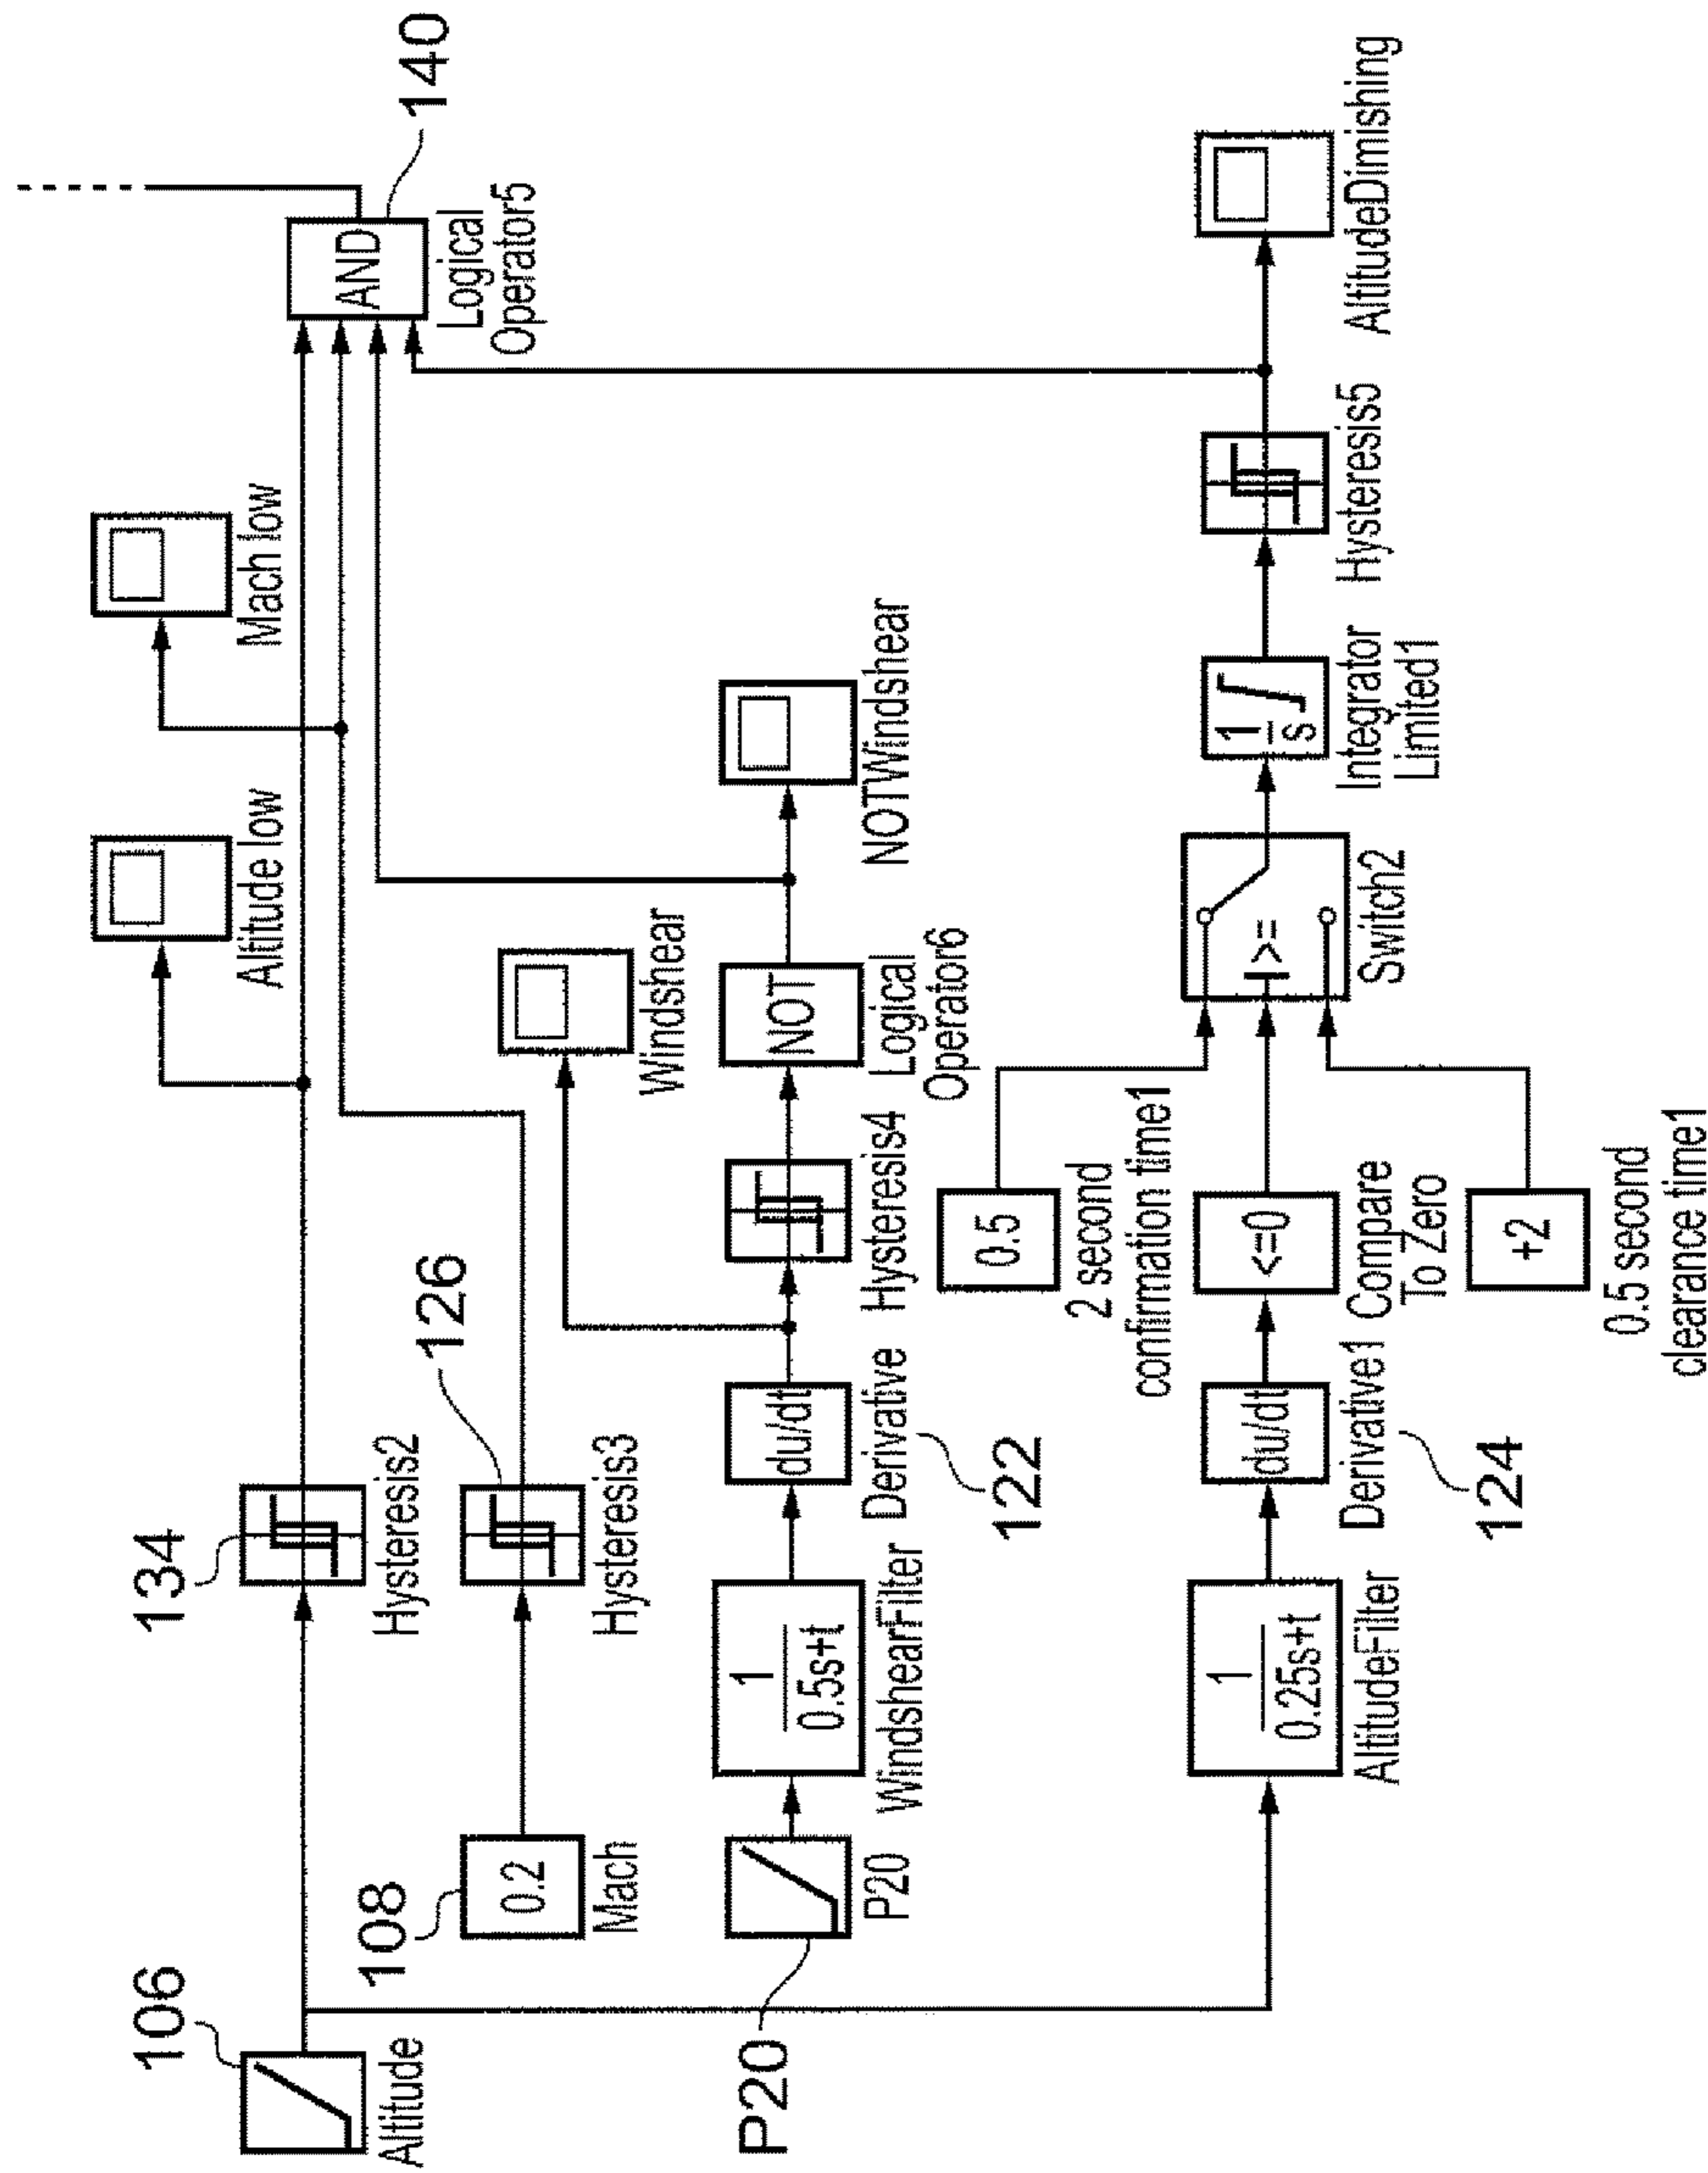 106
Altitude
134
Hysteresis2
Altitude low
Mach low
AND
Logical
Operator5
140
108
0.2
Mach
126
Hysteresis3
P20
P20
1
0.5s+t
WindshearFilter
du/dt
Derivative
122
Windshear
Hysteresis4
NOT
Logical
Operator6
NOTWindshear
1
0.25s+t
AltitudeFilter
du/dt
Derivative1
124
0.5
2 second
confirmation time1
<=0
Compare
To Zero
+2
0.5 second
clearance time1
>=
Switch2
1
s
Integrator
Limited1
Hysteresis5
AltitudeDimishing